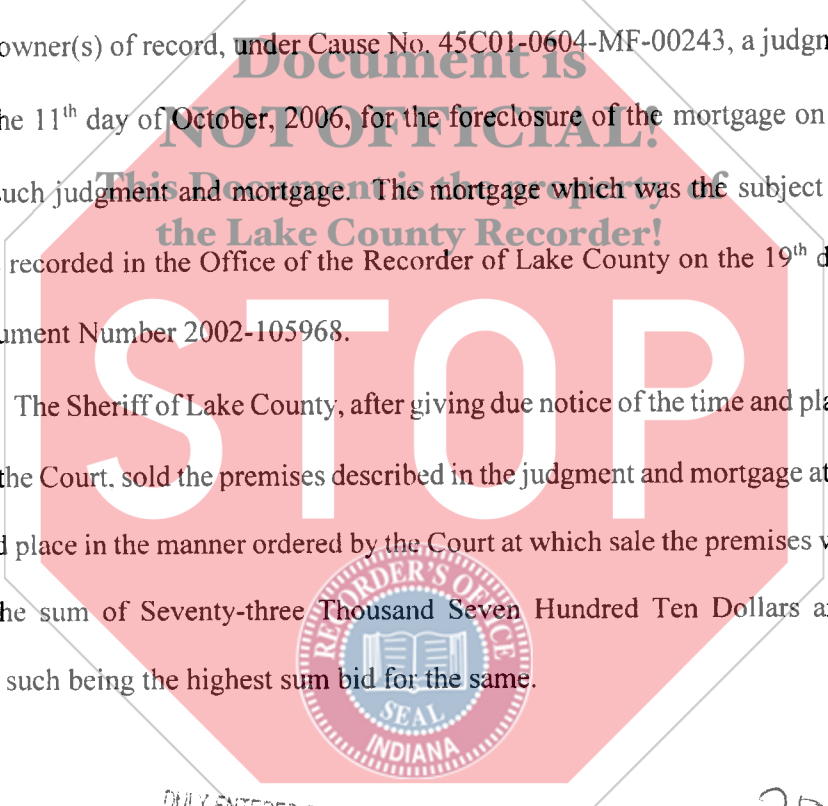 owner(s) of record, under Cause No. 45C01-0604-MF-00243, a judgm
Document is
he 11th day of October, 2006, for the foreclosure of the mortgage on
NOT OFFICIAL!
such judgment and mortgage. The mortgage which was the subject
This Document is the property of
the Lake County Recorder!
recorded in the Office of the Recorder of Lake County on the 19th d
ument Number 2002-105968.
STOP
The Sheriff of Lake County, after giving due notice of the time and pla
the Court, sold the premises described in the judgment and mortgage at
d place in the manner ordered by the Court at which sale the premises w
he sum of Seventy-three Thousand Seven Hundred Ten Dollars a
such being the highest sum bid for the same.
RECORDER'S OFFICE
SEAL
INDIANA